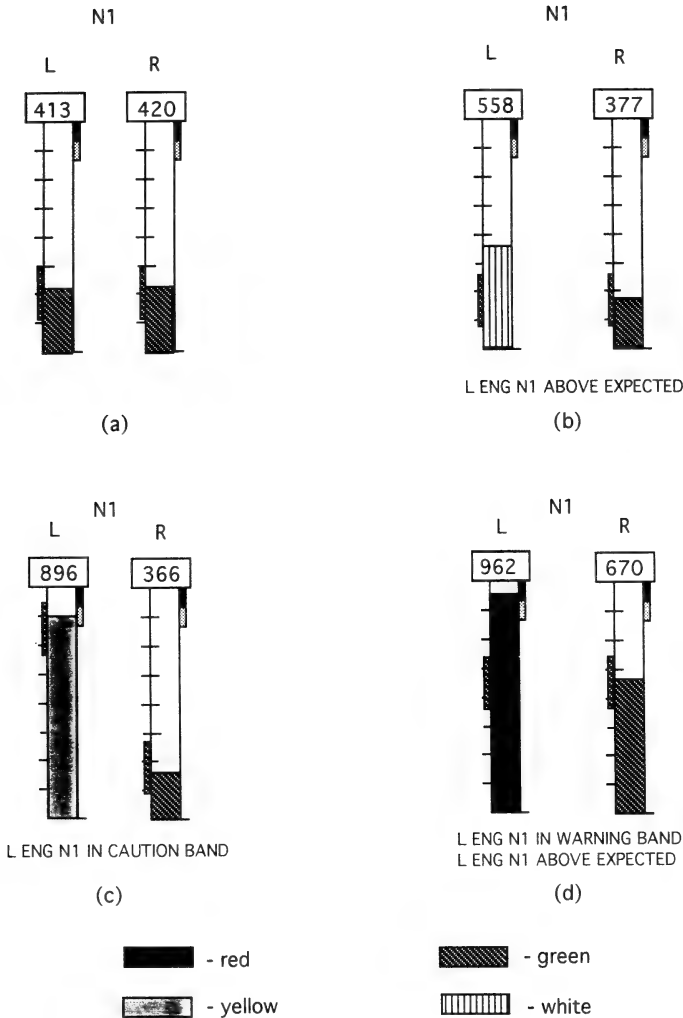 N1
L R
413 420
(a)
N1
L R
558 377
L ENG N1 ABOVE EXPECTED
(b)
N1
L R
896 366
L ENG N1 IN CAUTION BAND
(c)
N1
L R
962 670
L ENG N1 IN WARNING BAND
L ENG N1 ABOVE EXPECTED
(d)
- red
- green
- yellow
- white